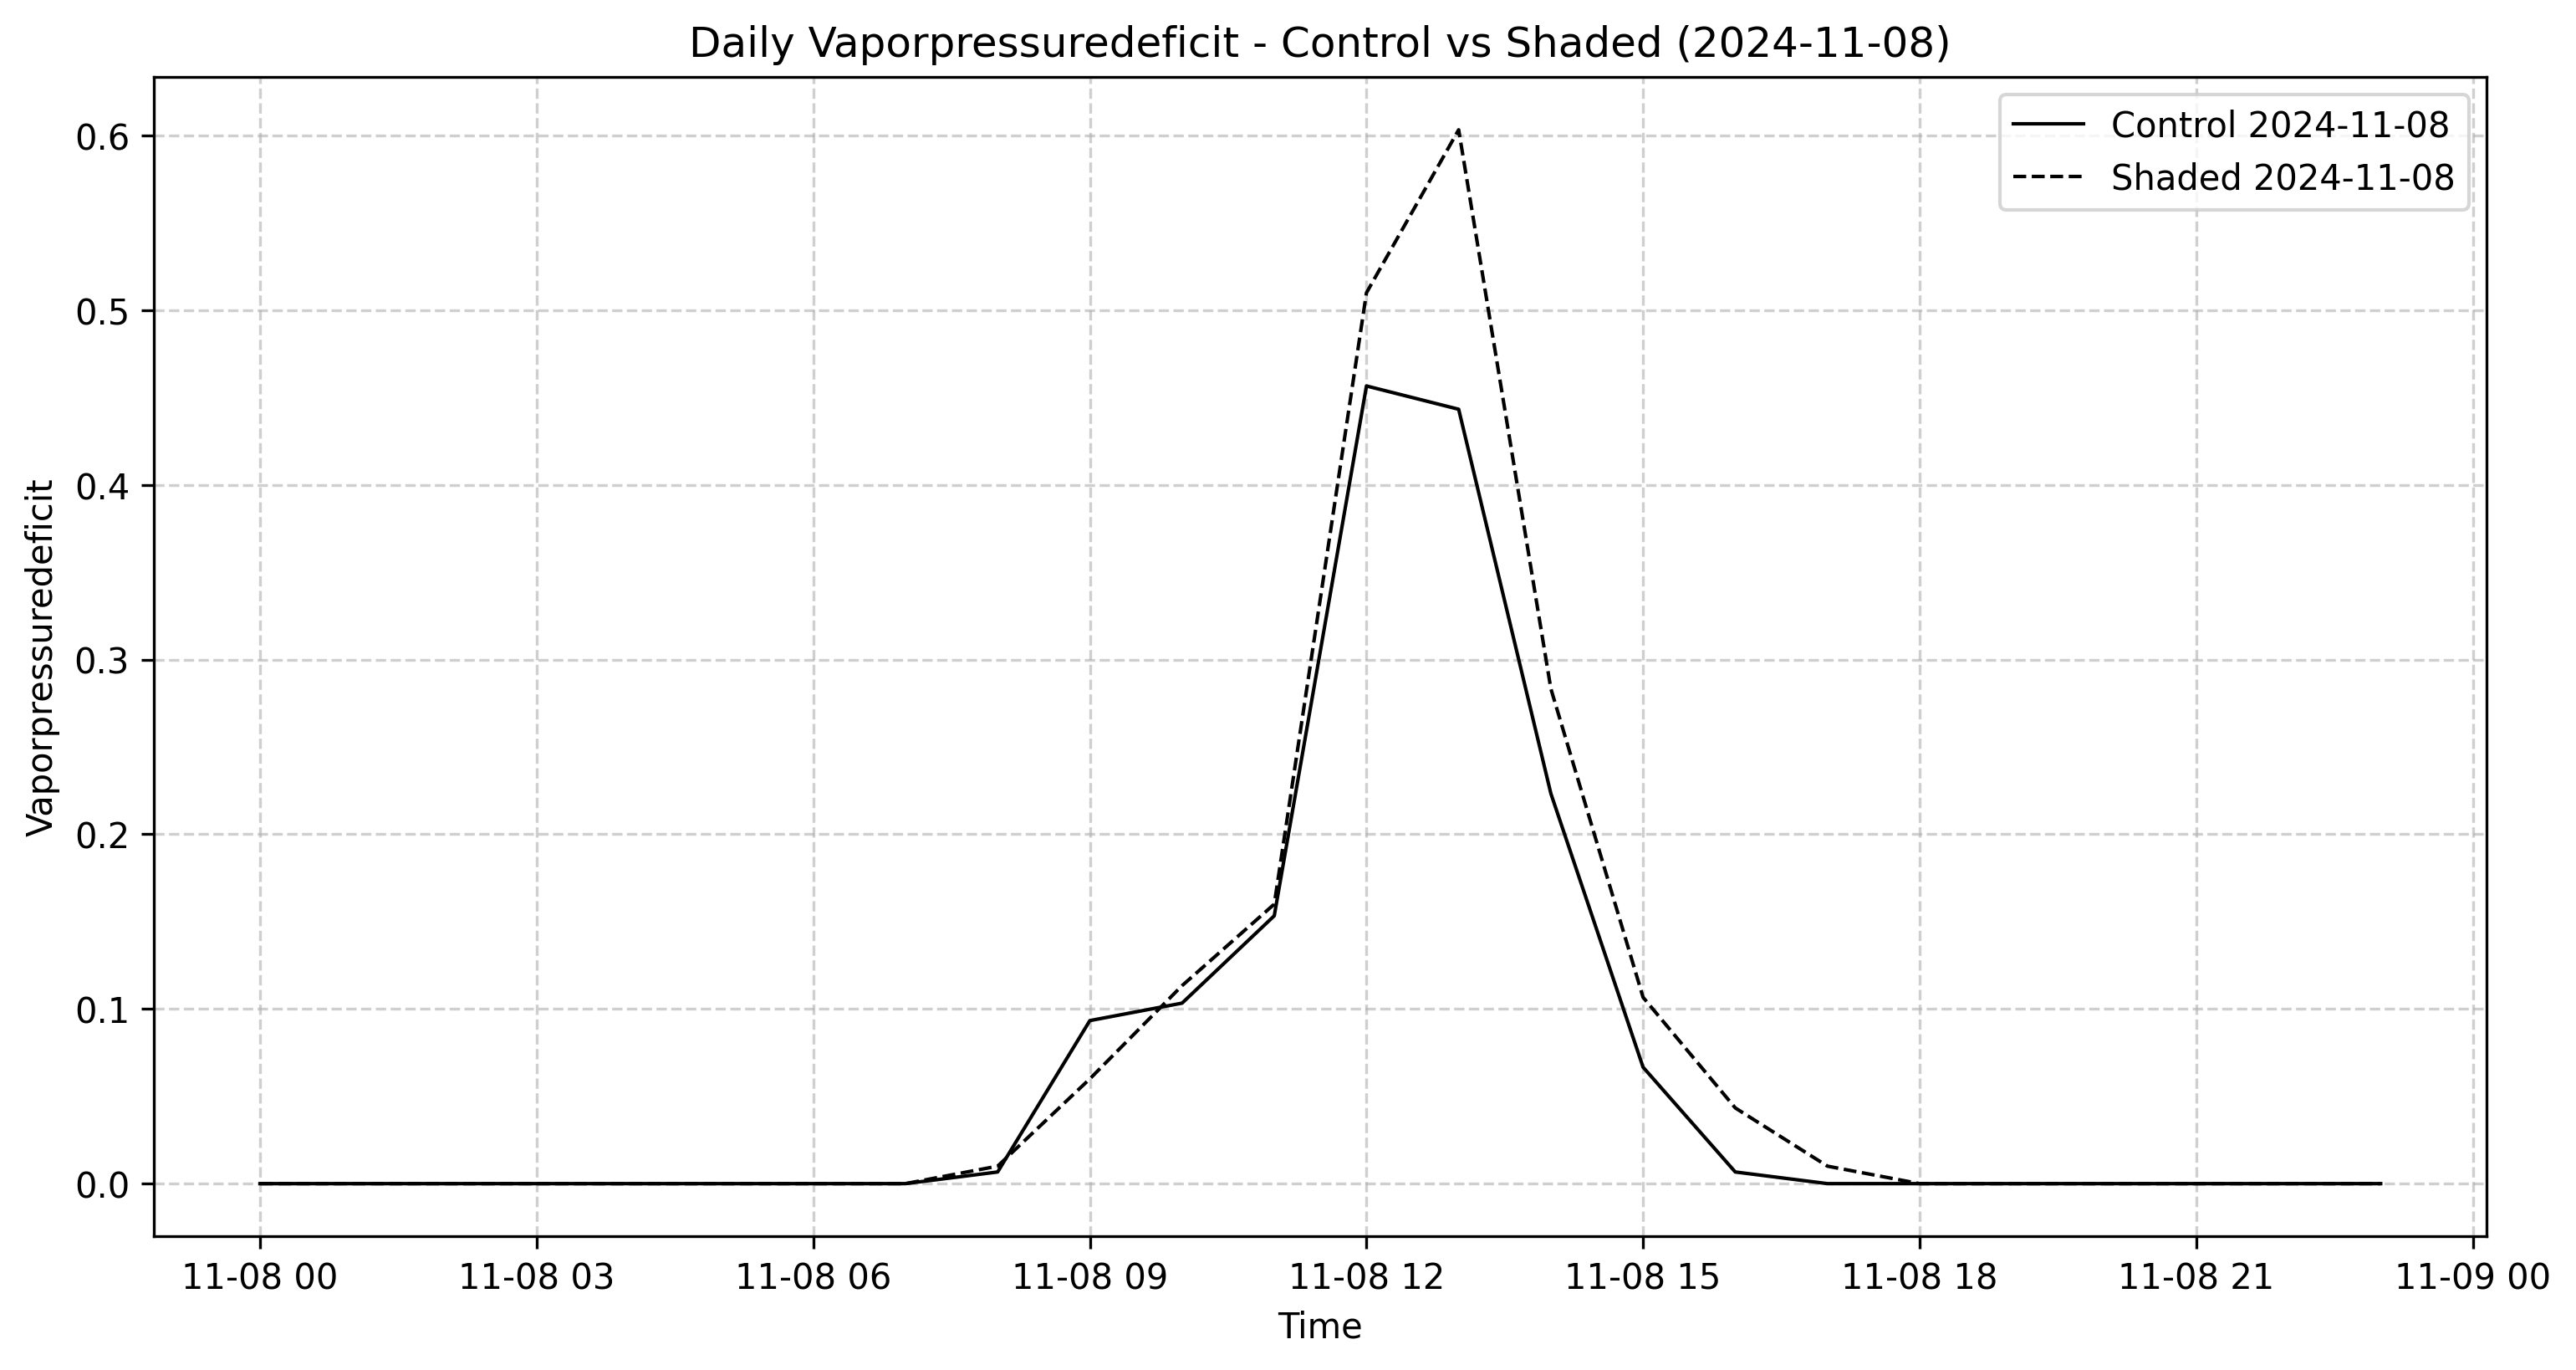 Daily Vaporpressuredeficit - Control vs Shaded (2024-11-08)
Control 2024-11-08
Shaded 2024-11-08
Vaporpressuredeficit
0.6
0.5
0.4
0.3
0.2
0.1
0.0
11-08 00 11-08 03 11-08 06 11-08 09 11-08 12 11-08 15 11-08 18 11-08 21 11-09 00
Time